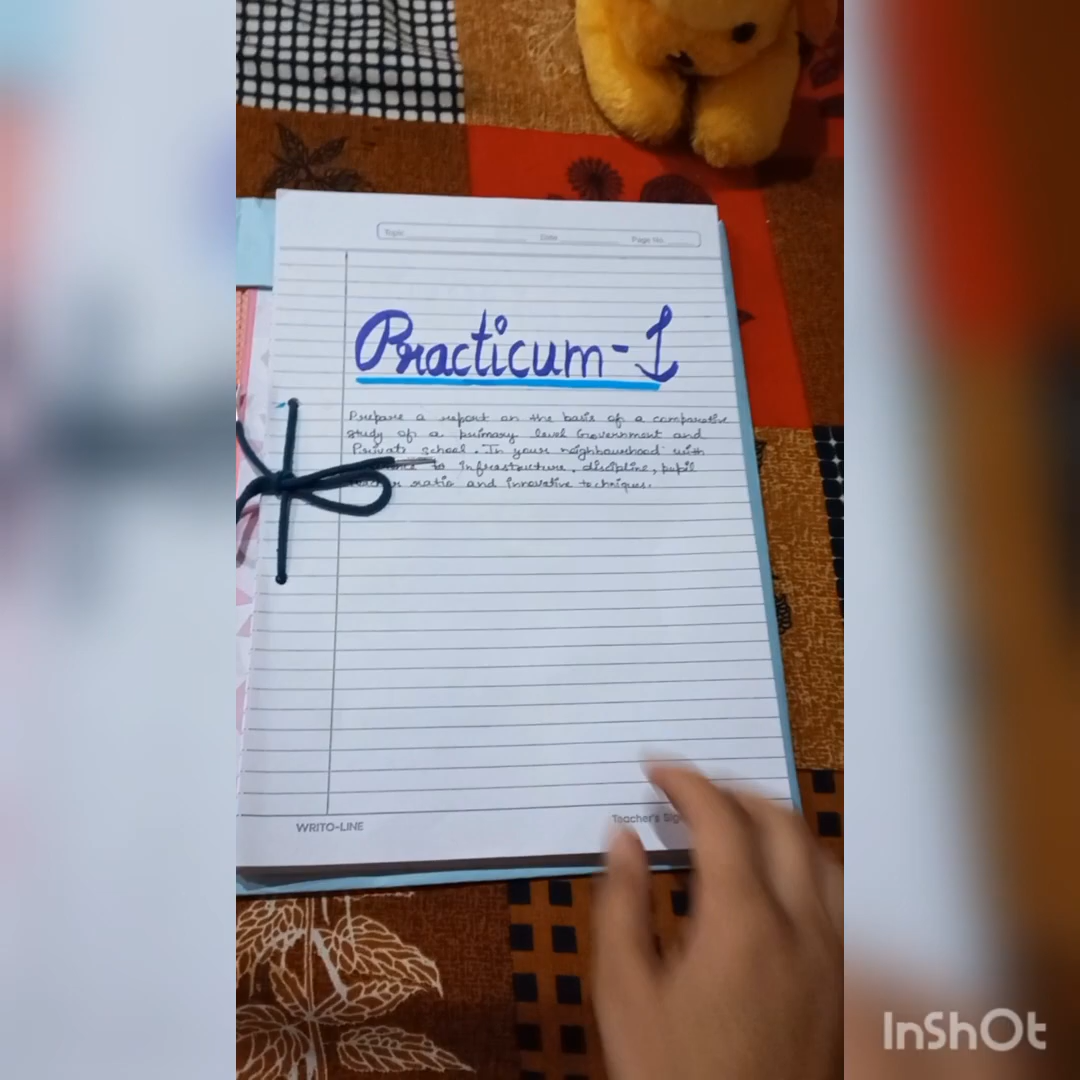 Topic
Date
Page No.
Practicum - 1
Prepare a report on the basis of a comparative
study of a primary level Government and
Private school. In your neighbourhood with
to infrastructure, discipline, pupil
ratio and innovative techniques.
WRITO-LINE
Teacher's
InShOt